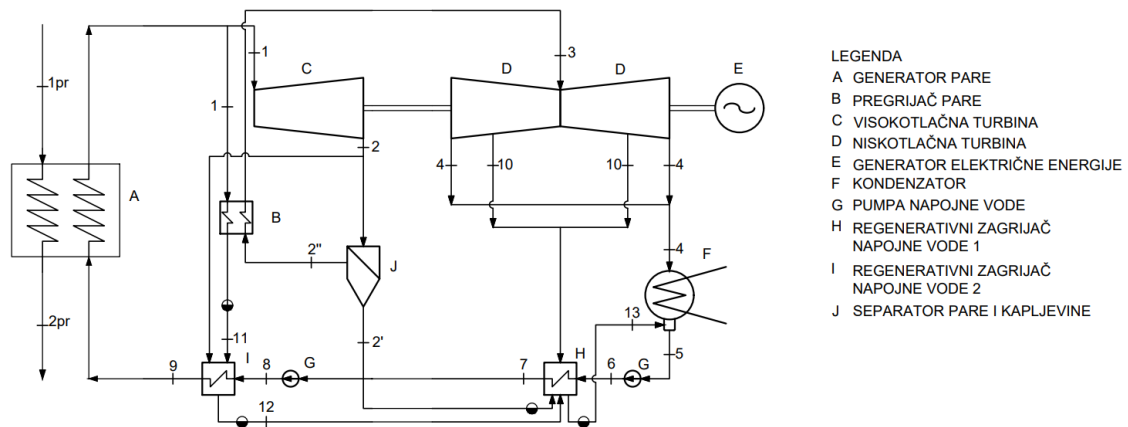 1pr
1
C
D
3
D
E
1
2
4
10
10
4
A
B
2"
J
4
F
2pr
11
2'
13
9
I
8
G
7
H
6
G
5
12
LEGENDA
A GENERATOR PARE
B PREGRIJAČ PARE
C VISOKOTLAČNA TURBINA
D NISKOTLAČNA TURBINA
E GENERATOR ELEKTRIČNE ENERGIJE
F KONDENZATOR
G PUMPA NAPOJNE VODE
H REGENERATIVNI ZAGRIJAČ
NAPOJNE VODE 1
I REGENERATIVNI ZAGRIJAČ
NAPOJNE VODE 2
J SEPARATOR PARE I KAPLJEVINE